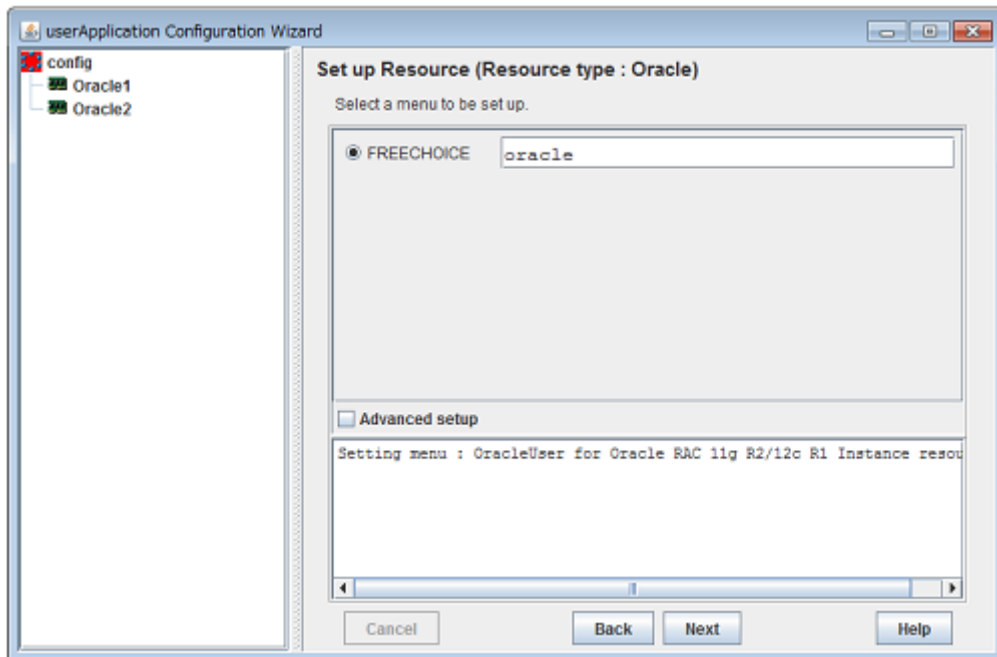 userApplication Configuration Wizard
config
Oracle1
Oracle2
Set up Resource (Resource type : Oracle)
Select a menu to be set up.
FREECHOICE
oracle
Advanced setup
Setting menu : OracleUser for Oracle RAC 11g R2/12c R1 Instance resou
Cancel
Back
Next
Help